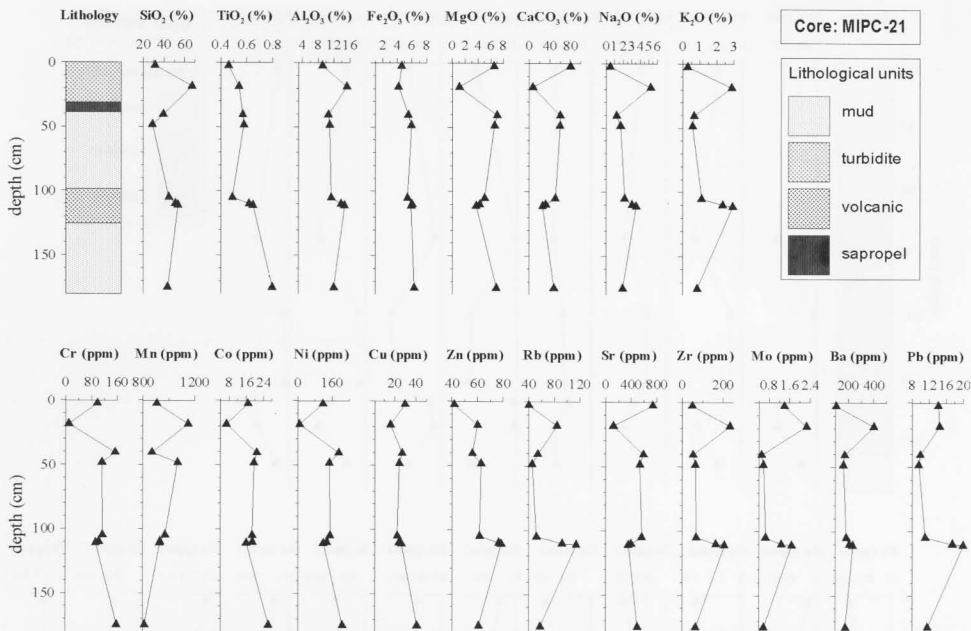 Lithology SiO₂ (%) TiO₂ (%) Al₂O₃ (%) Fe₂O₃ (%) MgO (%) CaCO₃ (%) Na₂O (%) K₂O (%)
20 40 60 0.4 0.6 0.8 4 8 12 16 2 4 6 8 0 2 4 6 8 0 40 80 0 1 2 3 4 5 6 0 1 2 3
0
50
100
150
depth (cm)
Core: MIPC-21
Lithological units
mud
turbidite
volcanic
sapropel
Cr (ppm) Mn (ppm) Co (ppm) Ni (ppm) Cu (ppm) Zn (ppm) Rb (ppm) Sr (ppm) Zr (ppm) Mo (ppm) Ba (ppm) Pb (ppm)
0 80 160 800 1200 8 16 24 0 160 20 40 40 60 80 40 80 120 0 400 800 0 200 0.8 1.6 2.4 200 400 8 12 16 20
0
50
100
150
depth (cm)